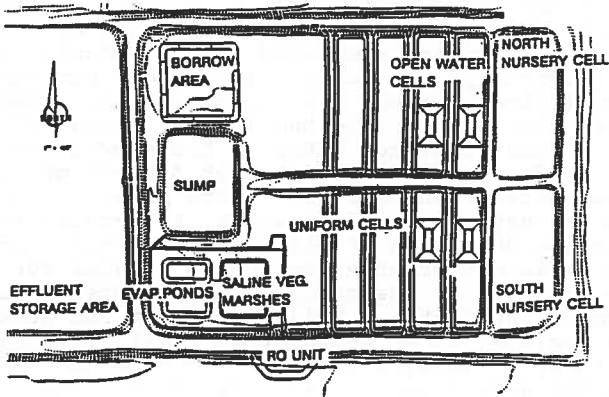 BORROW
AREA
OPEN WATER
CELLS
NORTH
NURSERY CELL
SUMP
UNIFORM CELLS
EFFLUENT
STORAGE AREA
EVAP. PONDS
SALINE VEG.
MARSHES
SOUTH
NURSERY CELL
RO UNIT